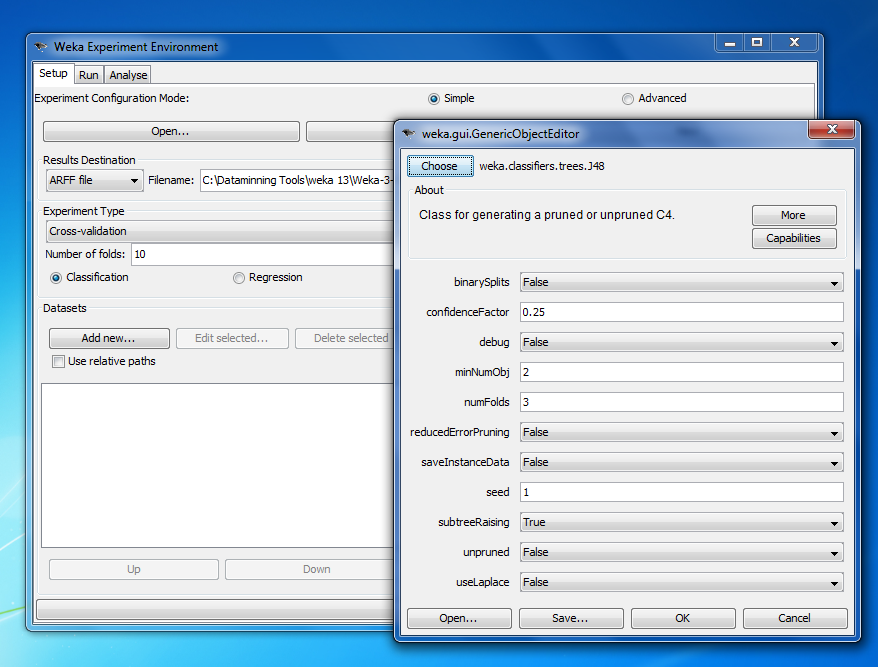 Weka Experiment Environment
Setup Run Analyse
Experiment Configuration Mode: Simple Advanced
Open...
Results Destination
ARFF file Filename: C:\Dataminning Tools\weka 13\Weka-3-
Experiment Type
Cross-validation
Number of folds: 10
Classification Regression
Datasets
Add new... Edit selected... Delete selected
Use relative paths
Up Down
weka.gui.GenericObjectEditor
Choose weka.classifiers.trees.J48
About
Class for generating a pruned or unpruned C4.
More
Capabilities
binarySplits False
confidenceFactor 0.25
debug False
minNumObj 2
numFolds 3
reducedErrorPruning False
saveInstanceData False
seed 1
subtreeRaising True
unpruned False
useLaplace False
Open... Save... OK Cancel